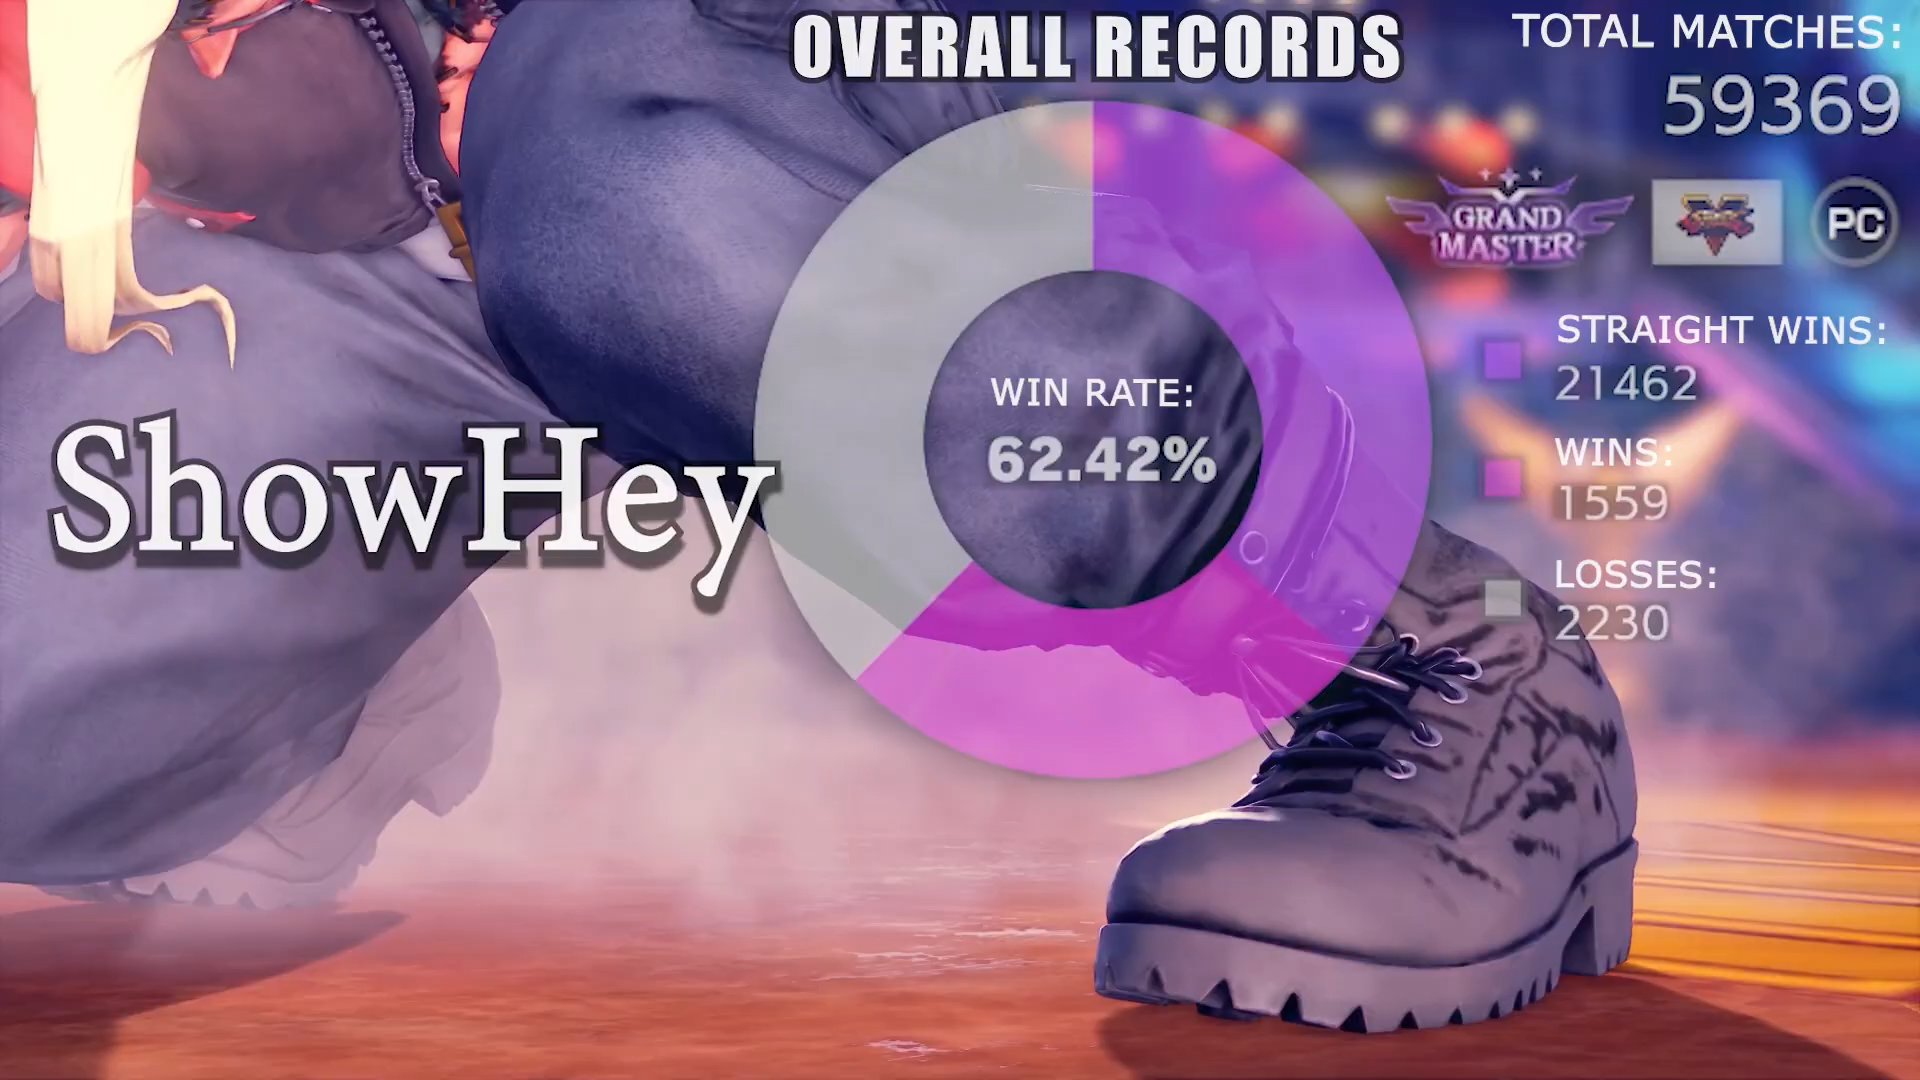 OVERALL RECORDS
TOTAL MATCHES:
59369
GRAND
MASTER
PC
STRAIGHT WINS:
21462
WIN RATE:
62.42%
WINS:
1559
ShowHey
LOSSES:
2230